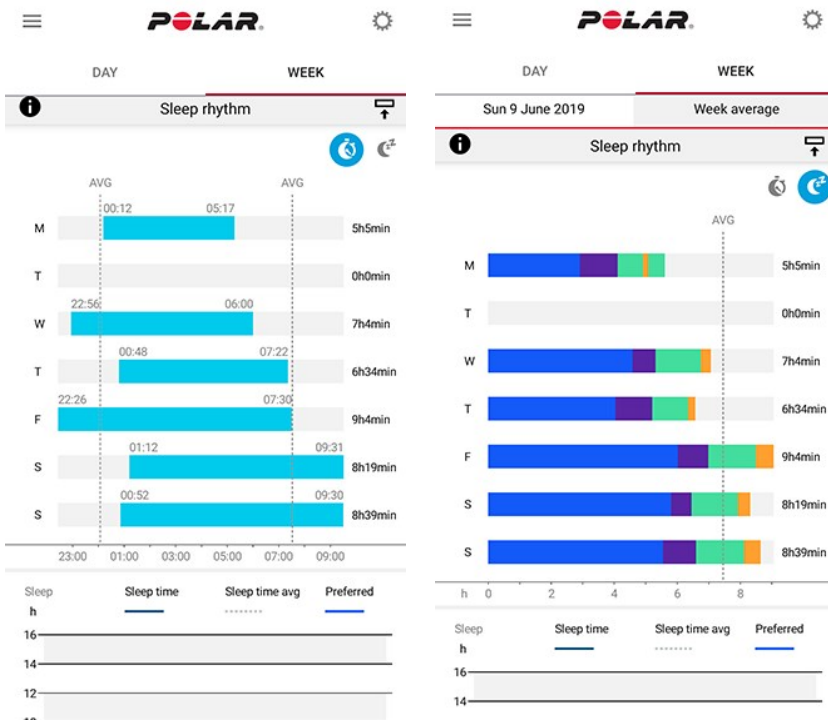 POLAR.
DAY WEEK
Sleep rhythm
AVG AVG
00:12 05:17
M 5h5min
T 0h0min
22:56 06:00
W 7h4min
00:48 07:22
T 6h34min
22:26 07:30
F 9h4min
01:12 09:31
S 8h19min
00:52 09:30
S 8h39min
23:00 01:00 03:00 05:00 07:00 09:00
Sleep Sleep time Sleep time avg Preferred
h
16
14
12
POLAR.
DAY WEEK
Sun 9 June 2019 Week average
Sleep rhythm
AVG
M 5h5min
T 0h0min
W 7h4min
T 6h34min
F 9h4min
S 8h19min
S 8h39min
h 0 2 4 6 8
Sleep Sleep time Sleep time avg Preferred
h
16
14